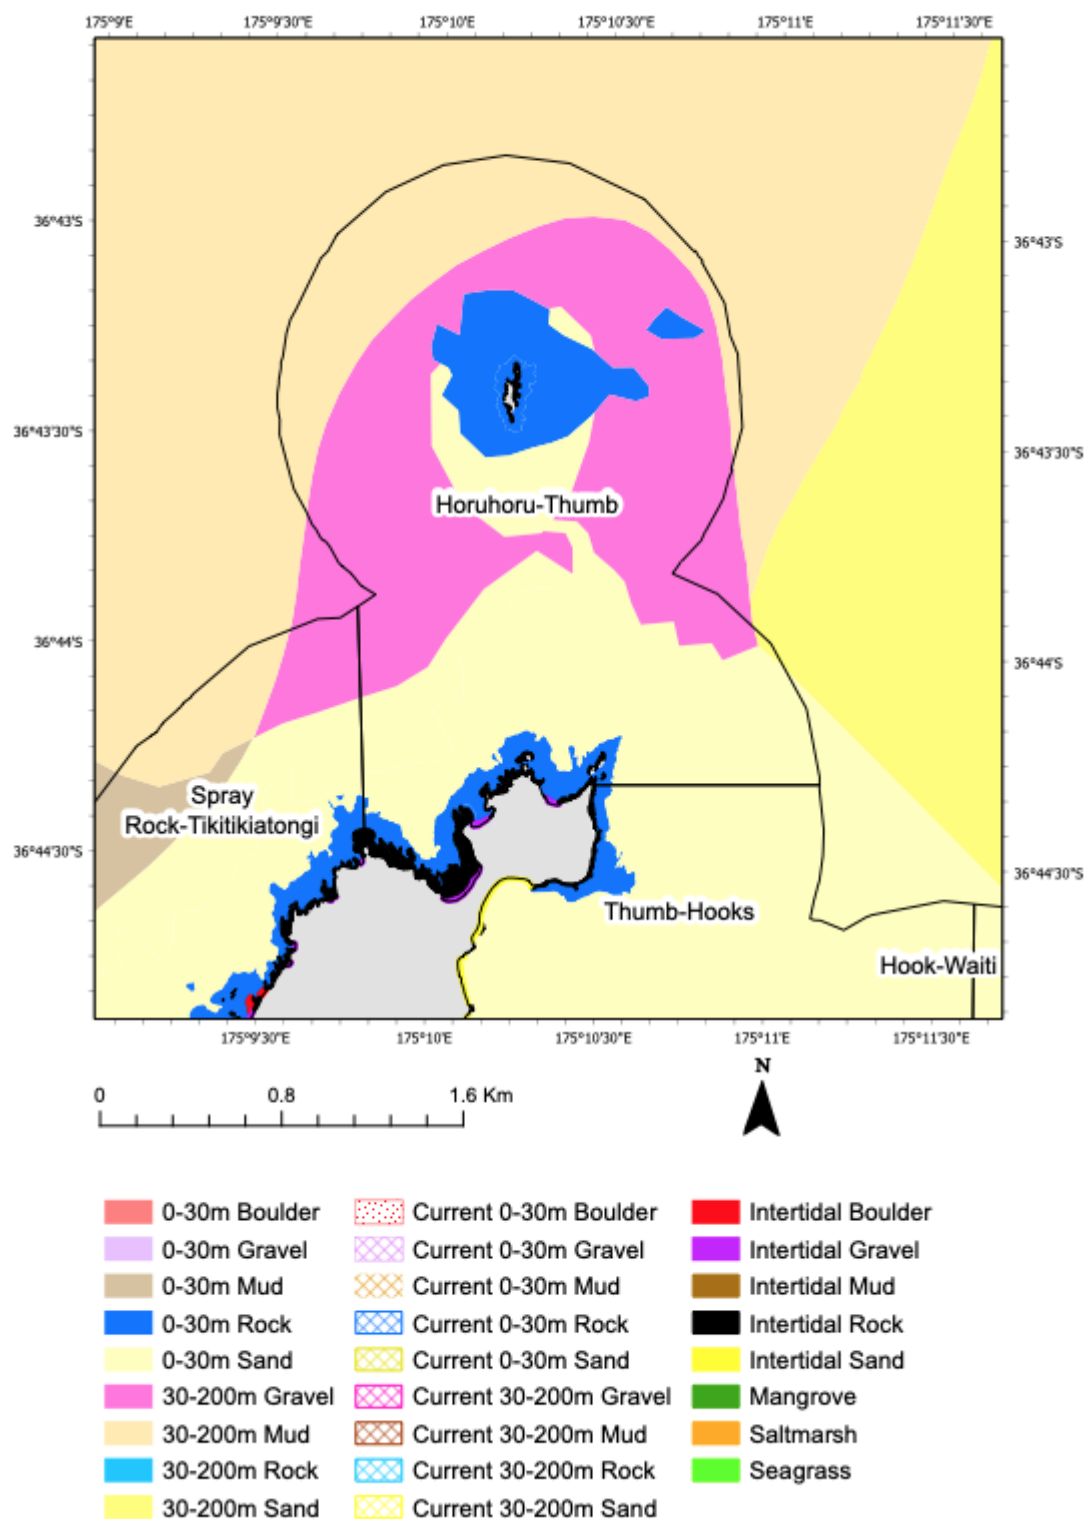 175°9'E 175°9'30"E 175°10'E 175°10'30"E 175°11'E 175°11'30"E
36°43'S
36°43'S
36°43'30"S
36°43'30"S
Horuhoru-Thumb
36°44'S
36°44'S
Spray
Rock-Tikitikiatongi
36°44'30"S
36°44'30"S
Thumb-Hooks
Hook-Waiti
175°9'30"E 175°10'E 175°10'30"E 175°11'E 175°11'30"E
N
0 0.8 1.6 Km
0-30m Boulder Current 0-30m Boulder Intertidal Boulder
0-30m Gravel Current 0-30m Gravel Intertidal Gravel
0-30m Mud Current 0-30m Mud Intertidal Mud
0-30m Rock Current 0-30m Rock Intertidal Rock
0-30m Sand Current 0-30m Sand Intertidal Sand
30-200m Gravel Current 30-200m Gravel Mangrove
30-200m Mud Current 30-200m Mud Saltmarsh
30-200m Rock Current 30-200m Rock Seagrass
30-200m Sand Current 30-200m Sand